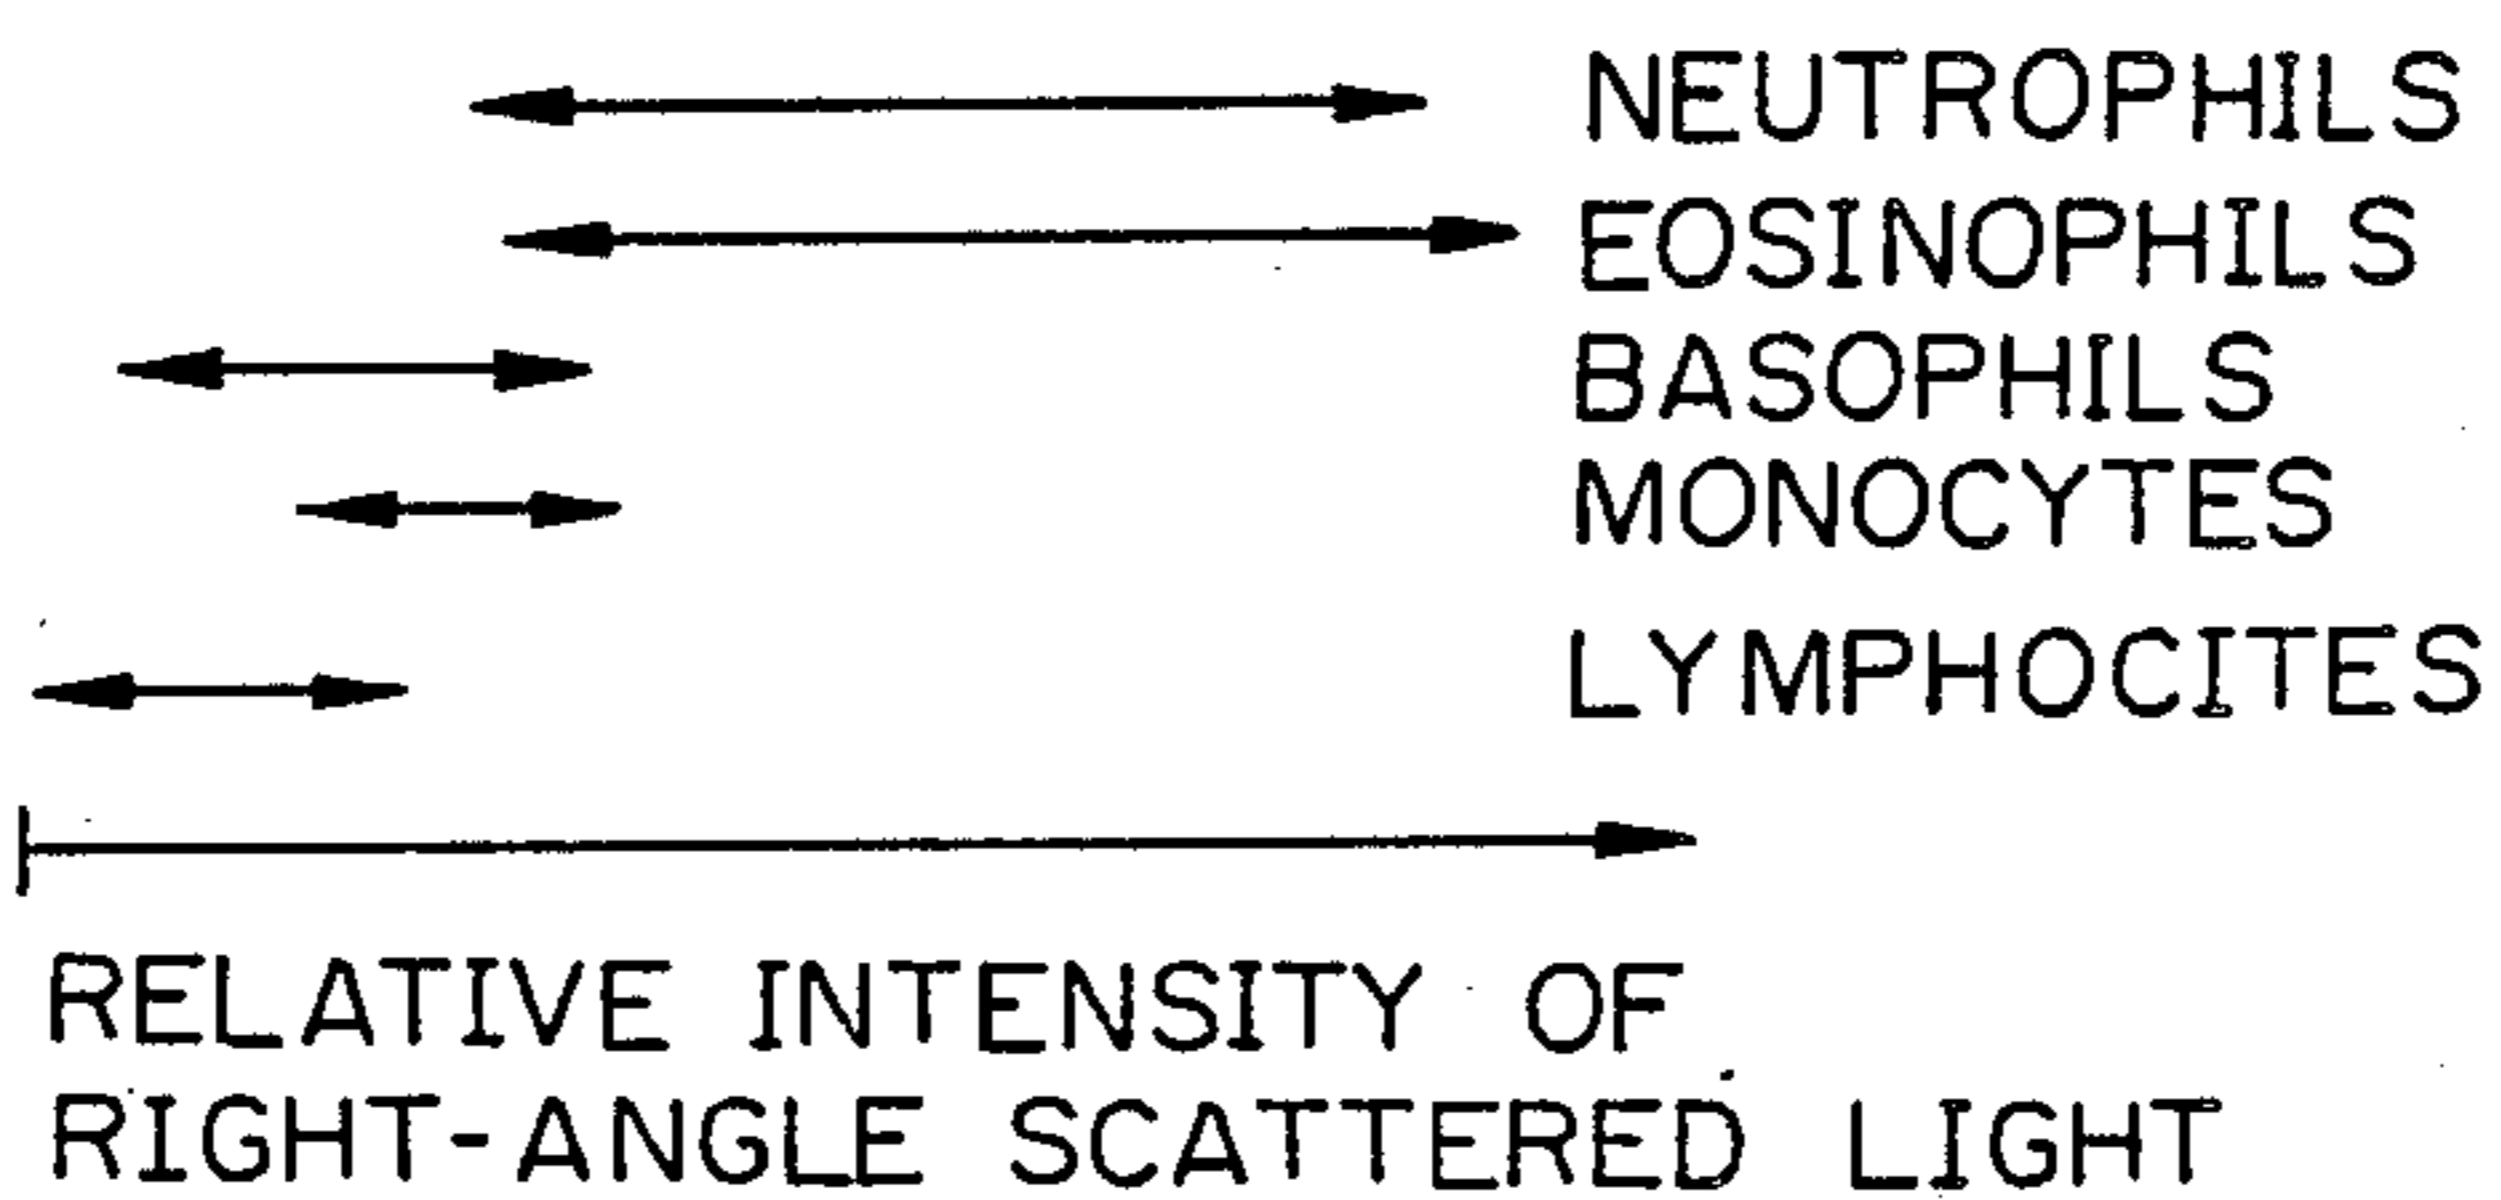 NEUTROPHILS
EOSINOPHILS
BASOPHILS
MONOCYTES
LYMPHOCITES
RELATIVE INTENSITY OF
RIGHT-ANGLE SCATTERED LIGHT